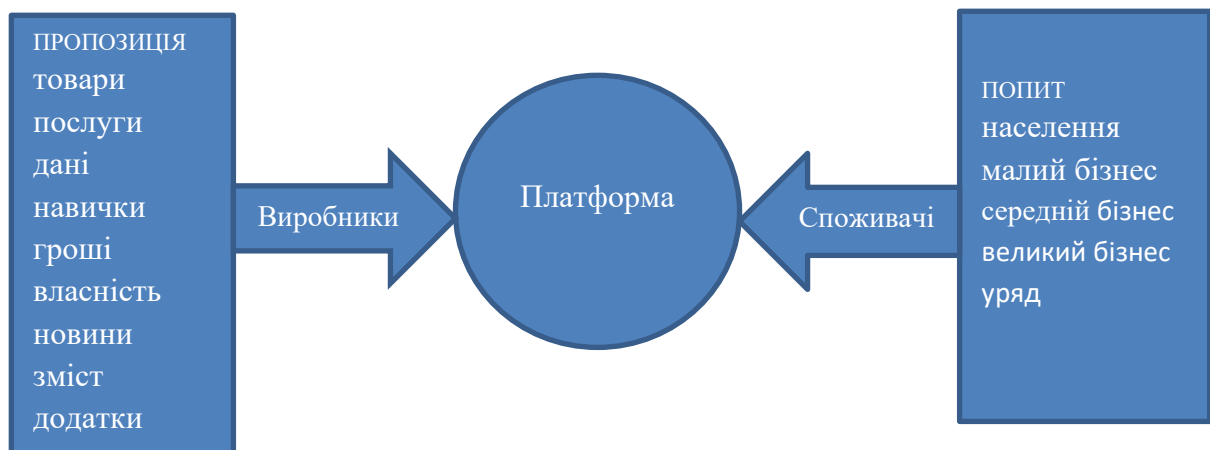 ПРОПОЗИЦІЯ
товари
послуги
дані
навички
гроші
власність
новини
зміст
додатки
Виробники
Платформа
Споживачі
ПОПИТ
населення
малий бізнес
середній бізнес
великий бізнес
уряд